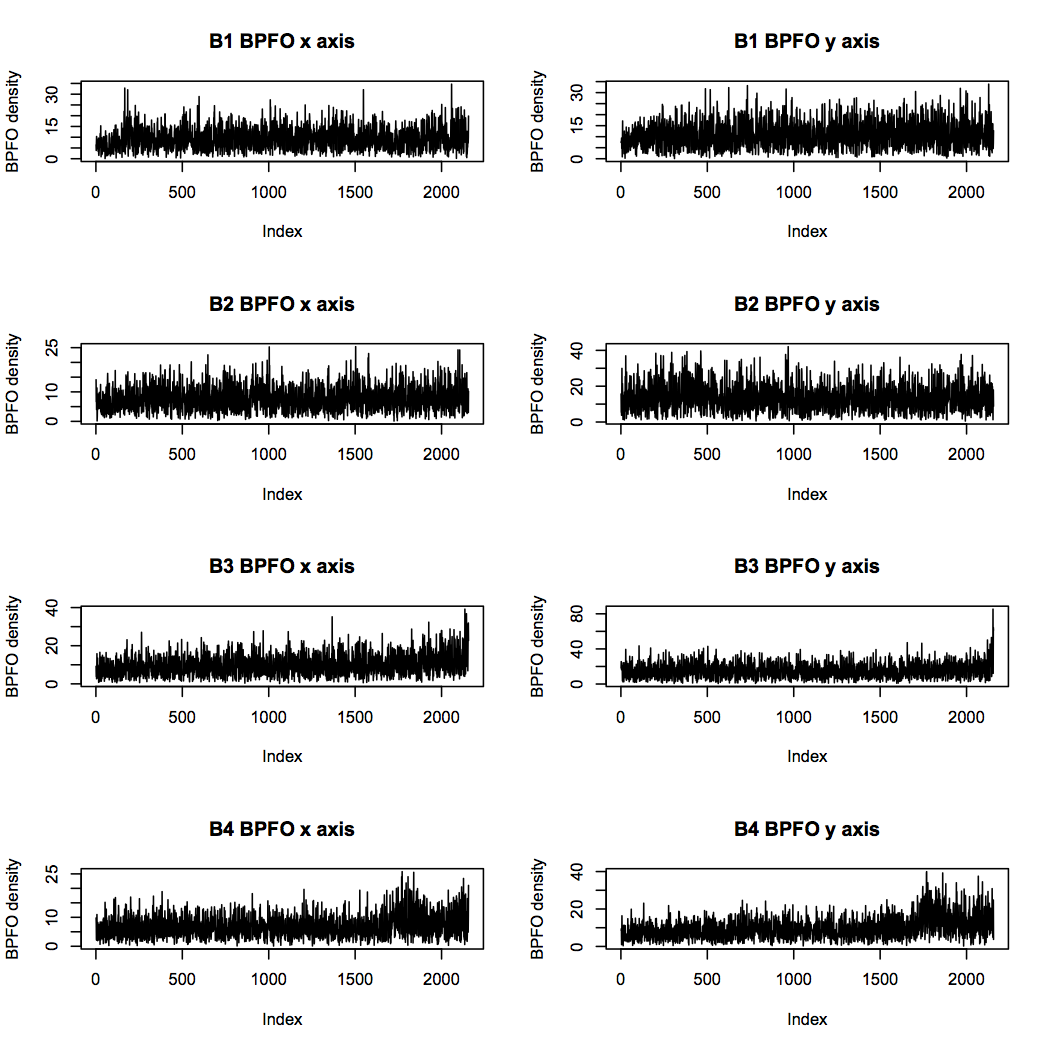 B1 BPFO x axis
BPFO density
0 15 30
0 500 1000 1500 2000
Index
B1 BPFO y axis
BPFO density
0 15 30
0 500 1000 1500 2000
Index
B2 BPFO x axis
BPFO density
0 10 25
0 500 1000 1500 2000
Index
B2 BPFO y axis
BPFO density
0 20 40
0 500 1000 1500 2000
Index
B3 BPFO x axis
BPFO density
0 20 40
0 500 1000 1500 2000
Index
B3 BPFO y axis
BPFO density
0 40 80
0 500 1000 1500 2000
Index
B4 BPFO x axis
BPFO density
0 10 25
0 500 1000 1500 2000
Index
B4 BPFO y axis
BPFO density
0 20 40
0 500 1000 1500 2000
Index